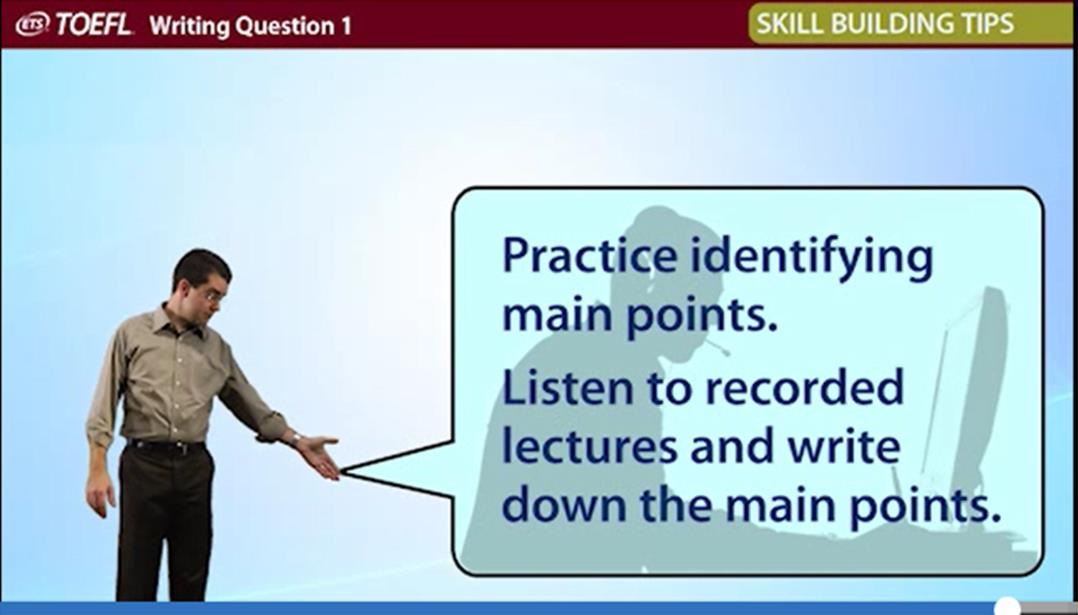 ETS TOEFL Writing Question 1
SKILL BUILDING TIPS
Practice identifying
main points.
Listen to recorded
lectures and write
down the main points.